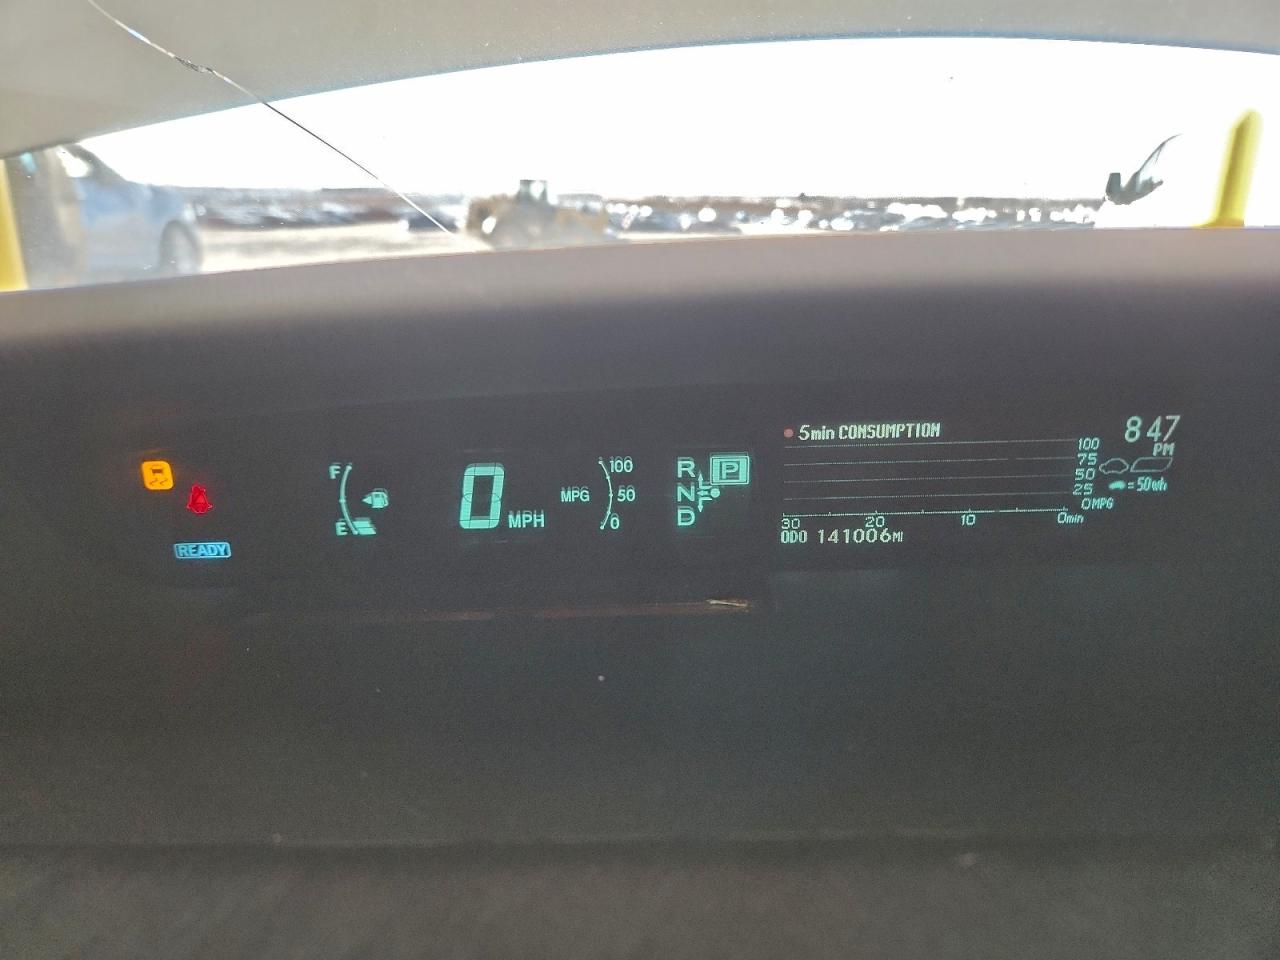 READY
F
E
0 MPH
MPG
100
50
0
R
P
N
D
5min CONSUMPTION
100
75
50
25
0MPG
30 20 10 0min
ODO 141006MI
8 47
PM
=50Wh